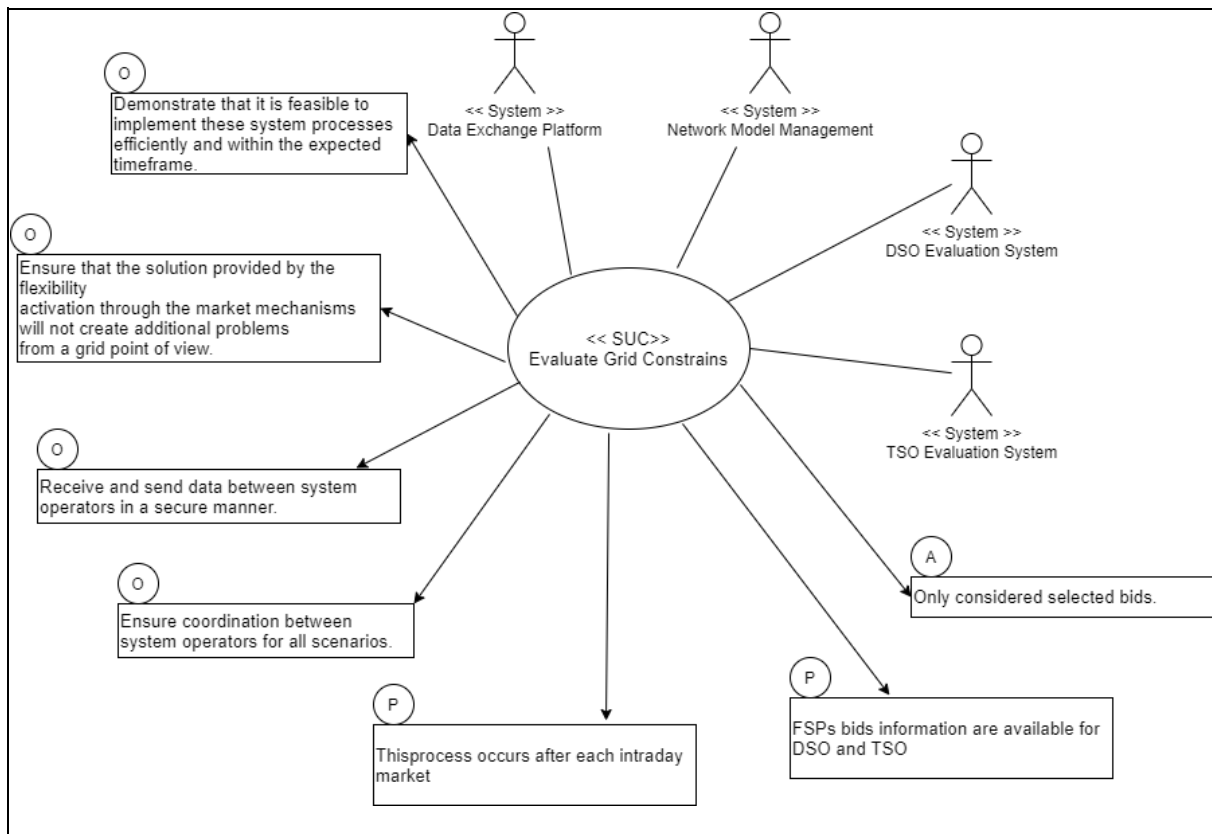 << System >>
Data Exchange Platform
<< System >>
Network Model Management
O
Demonstrate that it is feasible to
implement these system processes
efficiently and within the expected
timeframe.
<< System >>
DSO Evaluation System
O
Ensure that the solution provided by the
flexibility
activation through the market mechanisms
will not create additional problems
from a grid point of view.
<< SUC>>
Evaluate Grid Constrains
<< System >>
TSO Evaluation System
O
Receive and send data between system
operators in a secure manner.
A
Only considered selected bids.
O
Ensure coordination between
system operators for all scenarios.
P
Thisprocess occurs after each intraday
market
P
FSPs bids information are available for
DSO and TSO